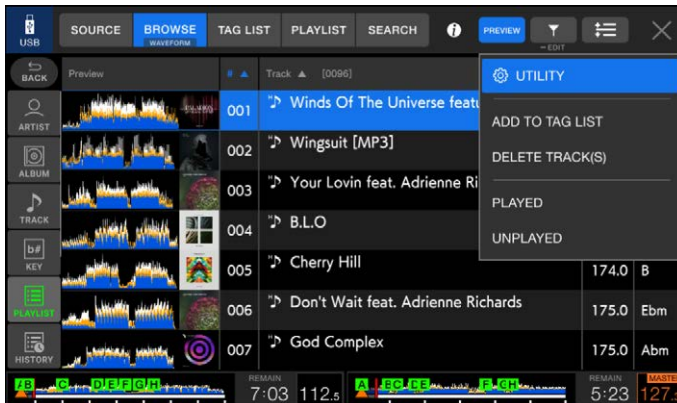 USB
SOURCE
BROWSE
WAVEFORM
TAG LIST
PLAYLIST
SEARCH
i
PREVIEW
EDIT
BACK
Preview
# ▲
Track ▲ [0096]
UTILITY
ADD TO TAG LIST
DELETE TRACK(S)
PLAYED
UNPLAYED
ARTIST
ALBUM
TRACK
b#
KEY
PLAYLIST
HISTORY
001 Winds Of The Universe featu
002 Wingsuit [MP3]
003 Your Lovin feat. Adrienne Ri
004 B.L.O
005 Cherry Hill 174.0 B
006 Don't Wait feat. Adrienne Richards 175.0 Ebm
007 God Complex 175.0 Abm
A B C D E F G H
REMAIN
7:03 112.5
A B C D E F G H
REMAIN
5:23
MASTE
127.